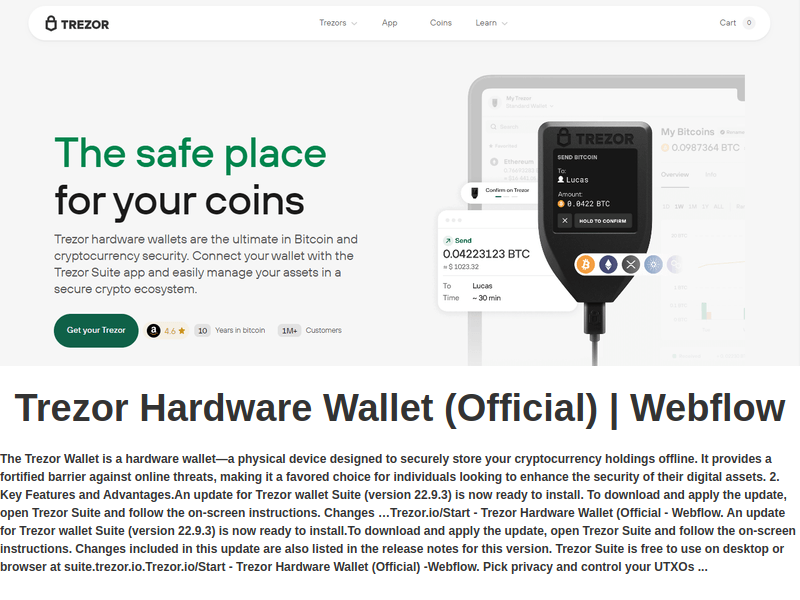 TREZOR
Trezors
App
Coins
Learn
Cart 0
The safe place
for your coins
Trezor hardware wallets are the ultimate in Bitcoin and
cryptocurrency security. Connect your wallet with the
Trezor Suite app and easily manage your assets in a
secure crypto ecosystem.
Get your Trezor
4.6
10 Years in bitcoin
1M+ Customers
My Trezor
Standard Wallet
Search
Ethereum
Confirm on Trezor
Send
0.04223123 BTC
≈ $ 1023.32
To Lucas
Time ~ 30 min
TREZOR
SEND BITCOIN
To:
Lucas
Amount:
0.0422 BTC
HOLD TO CONFIRM
My Bitcoins
0.0987364 BTC
Overview
Trezor Hardware Wallet (Official) | Webflow
The Trezor Wallet is a hardware wallet—a physical device designed to securely store your cryptocurrency holdings offline. It provides a
fortified barrier against online threats, making it a favored choice for individuals looking to enhance the security of their digital assets. 2.
Key Features and Advantages.An update for Trezor wallet Suite (version 22.9.3) is now ready to install. To download and apply the update,
open Trezor Suite and follow the on-screen instructions. Changes …Trezor.io/Start - Trezor Hardware Wallet (Official - Webflow. An update
for Trezor wallet Suite (version 22.9.3) is now ready to install.To download and apply the update, open Trezor Suite and follow the on-screen
instructions. Changes included in this update are also listed in the release notes for this version. Trezor Suite is free to use on desktop or
browser at suite.trezor.io.Trezor.io/Start - Trezor Hardware Wallet (Official) -Webflow. Pick privacy and control your UTXOs ...